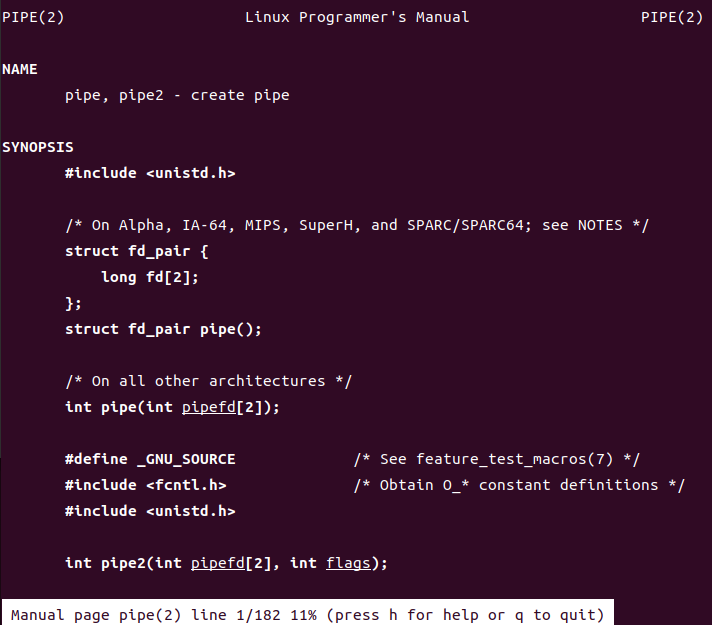 PIPE(2) Linux Programmer's Manual PIPE(2)
NAME
pipe, pipe2 - create pipe
SYNOPSIS
#include <unistd.h>
/* On Alpha, IA-64, MIPS, SuperH, and SPARC/SPARC64; see NOTES */
struct fd_pair {
long fd[2];
};
struct fd_pair pipe();
/* On all other architectures */
int pipe(int pipefd[2]);
#define _GNU_SOURCE /* See feature_test_macros(7) */
#include <fcntl.h> /* Obtain O_* constant definitions */
#include <unistd.h>
int pipe2(int pipefd[2], int flags);
Manual page pipe(2) line 1/182 11% (press h for help or q to quit)